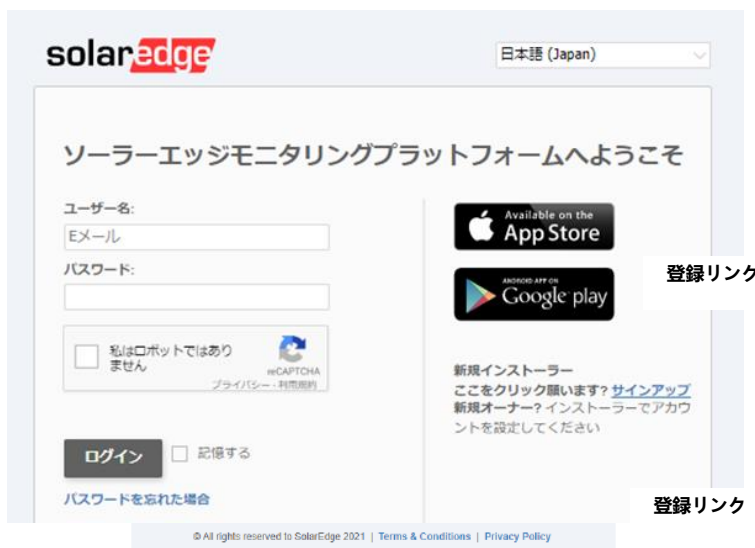 solaredge
日本語 (Japan)
ソーラーエッジモニタリングプラットフォームへようこそ
ユーザー名:
Eメール
パスワード:
私はロボットではあり
ません
reCAPTCHA
プライバシー - 利用規約
ログイン
記憶する
パスワードを忘れた場合
Available on the
App Store
ANDROID APP ON
Google play
登録リンク
新規インストーラー
ここをクリック願います? サインアップ
新規オーナー? インストーラーでアカウ
ントを設定してください
登録リンク
© All rights reserved to SolarEdge 2021 | Terms & Conditions | Privacy Policy